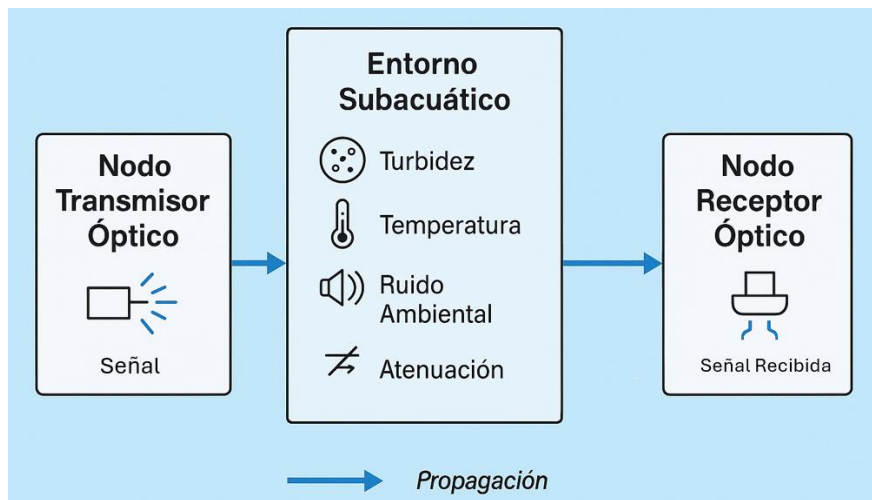 Nodo
Transmisor
Óptico
Señal
Entorno
Subacuático
Turbidez
Temperatura
Ruido
Ambiental
Atenuación
Nodo
Receptor
Óptico
Señal Recibida
Propagación